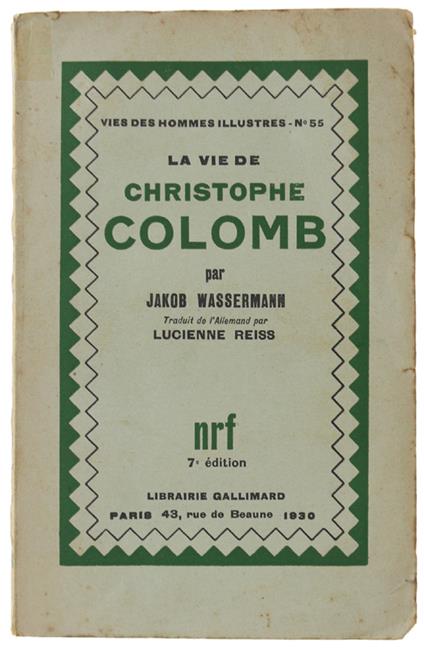 VIES DES HOMMES ILLUSTRES - Nº 55
LA VIE DE
CHRISTOPHE
COLOMB
par
JAKOB WASSERMANN
Traduit de l'Allemand par
LUCIENNE REISS
nrf
7e édition
LIBRAIRIE GALLIMARD
PARIS 43, rue de Beaune 1930